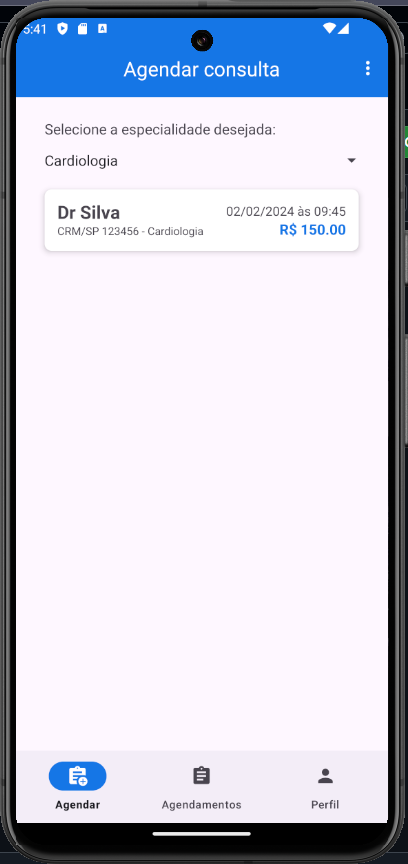 5:41
Agendar consulta
Selecione a especialidade desejada:
Cardiologia
Dr Silva
02/02/2024 às 09:45
CRM/SP 123456 - Cardiologia
R$ 150.00
Agendar
Agendamentos
Perfil